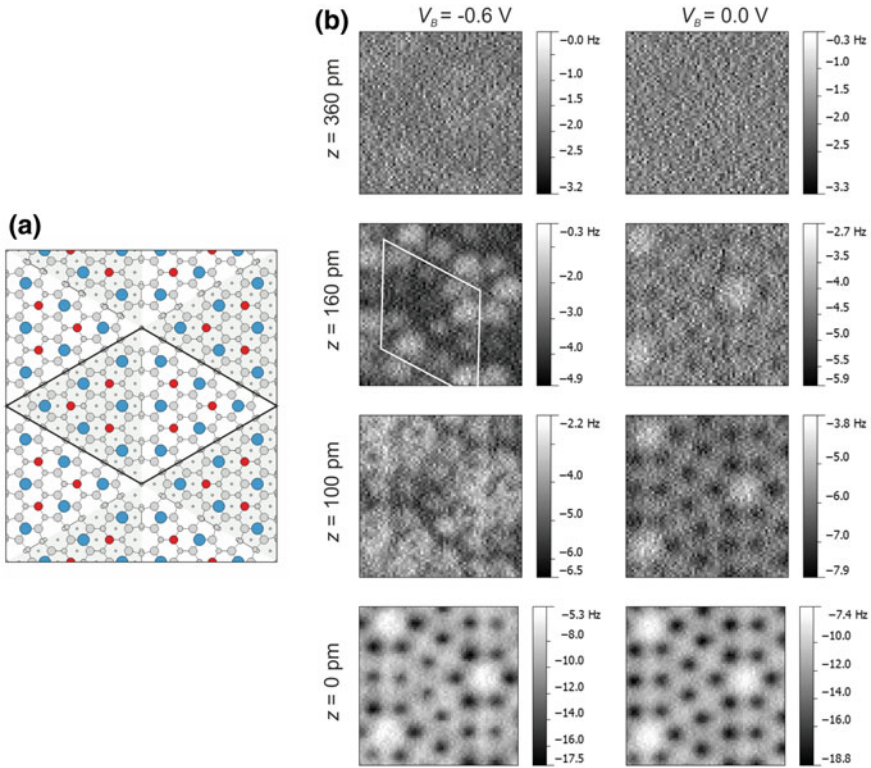 (a)
(b)
V_B = -0.6 V
V_B = 0.0 V
z = 360 pm
−0.0 Hz
−1.0
−1.5
−2.0
−2.5
−3.2
−0.3 Hz
−1.0
−1.5
−2.0
−2.5
−3.3
z = 160 pm
−0.3 Hz
−2.0
−3.0
−4.0
−4.9
−2.7 Hz
−3.5
−4.0
−4.5
−5.0
−5.5
−5.9
z = 100 pm
−2.2 Hz
−4.0
−5.0
−6.0
−6.5
−3.8 Hz
−5.0
−6.0
−7.0
−7.9
z = 0 pm
−5.3 Hz
−8.0
−10.0
−12.0
−14.0
−16.0
−17.5
−7.4 Hz
−10.0
−12.0
−14.0
−16.0
−18.8